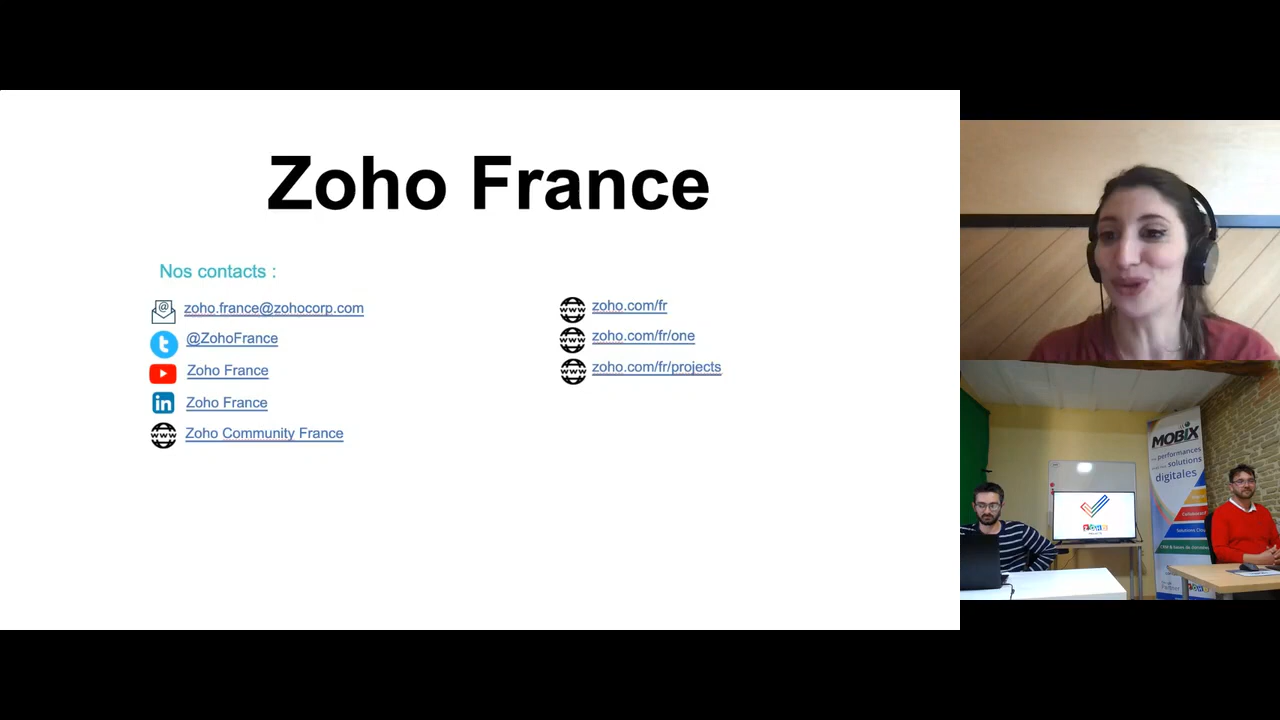 Zoho France
Nos contacts :
zoho.france@zohocorp.com
@ZohoFrance
Zoho France
Zoho France
Zoho Community France
zoho.com/fr
zoho.com/fr/one
zoho.com/fr/projects
MOBIX
performances
solutions
digitales